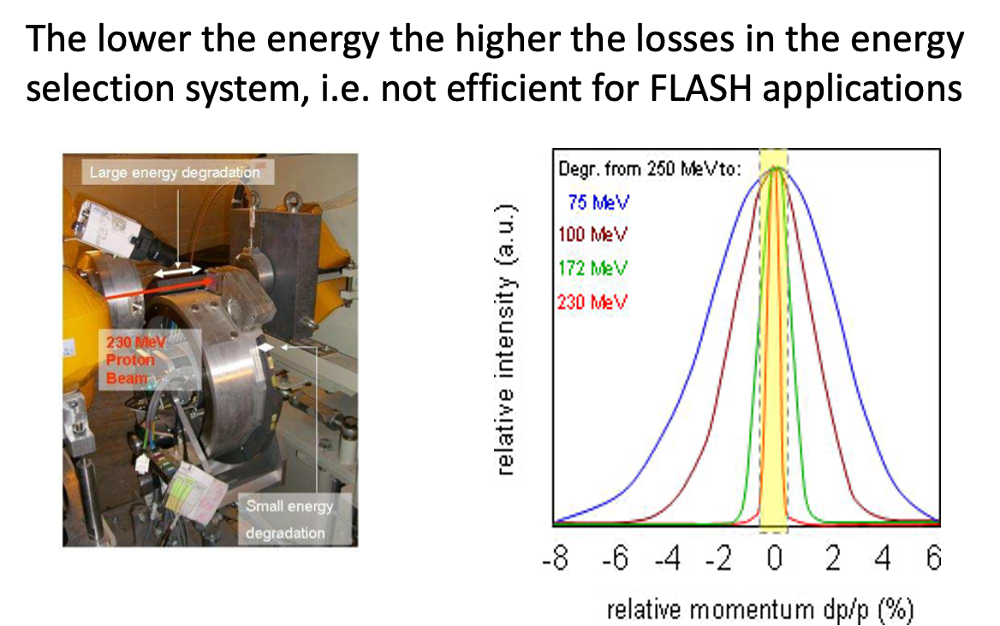 The lower the energy the higher the losses in the energy
selection system, i.e. not efficient for FLASH applications
Large energy degradation
230 MeV
Proton
Beam
Small energy
degradation
relative intensity (a.u.)
Degr. from 250 MeV to:
75 MeV
100 MeV
172 MeV
230 MeV
-8 -6 -4 -2 0 2 4 6
relative momentum dp/p (%)